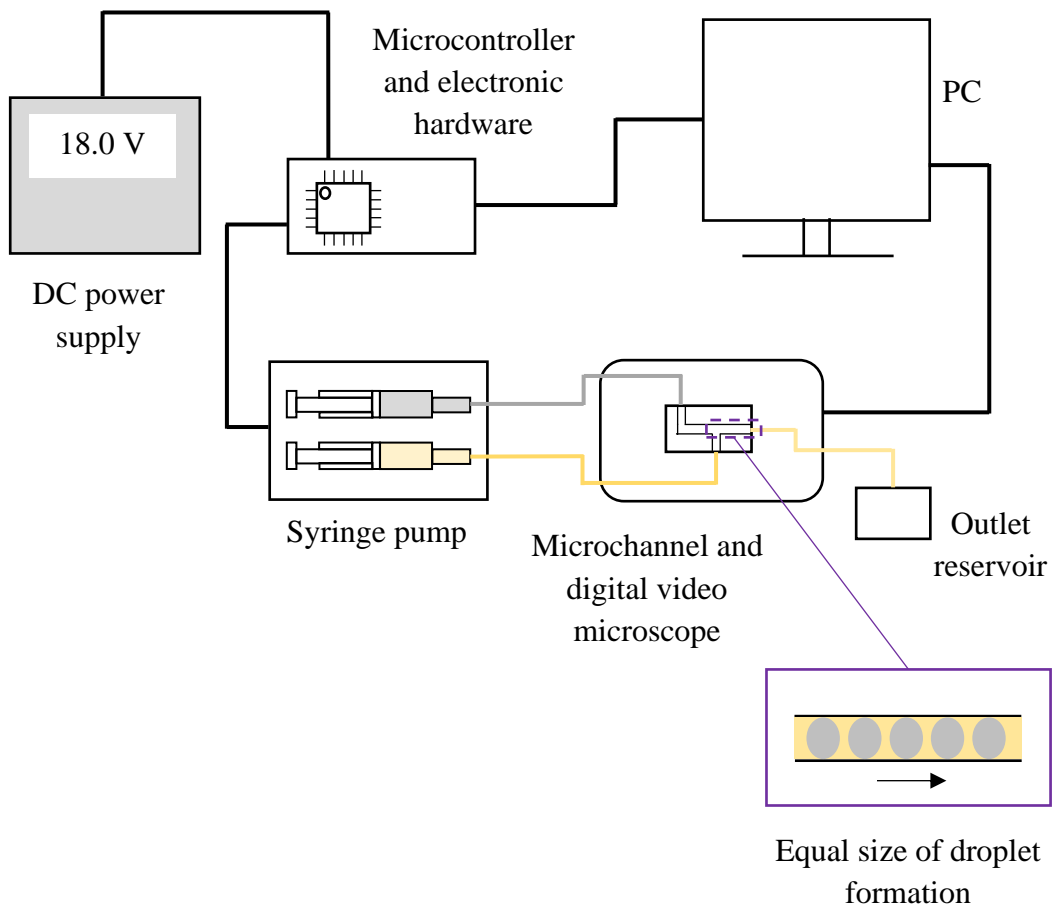 Microcontroller
and electronic
hardware
PC
18.0 V
DC power
supply
Syringe pump
Microchannel and
digital video
microscope
Outlet
reservoir
Equal size of droplet
formation